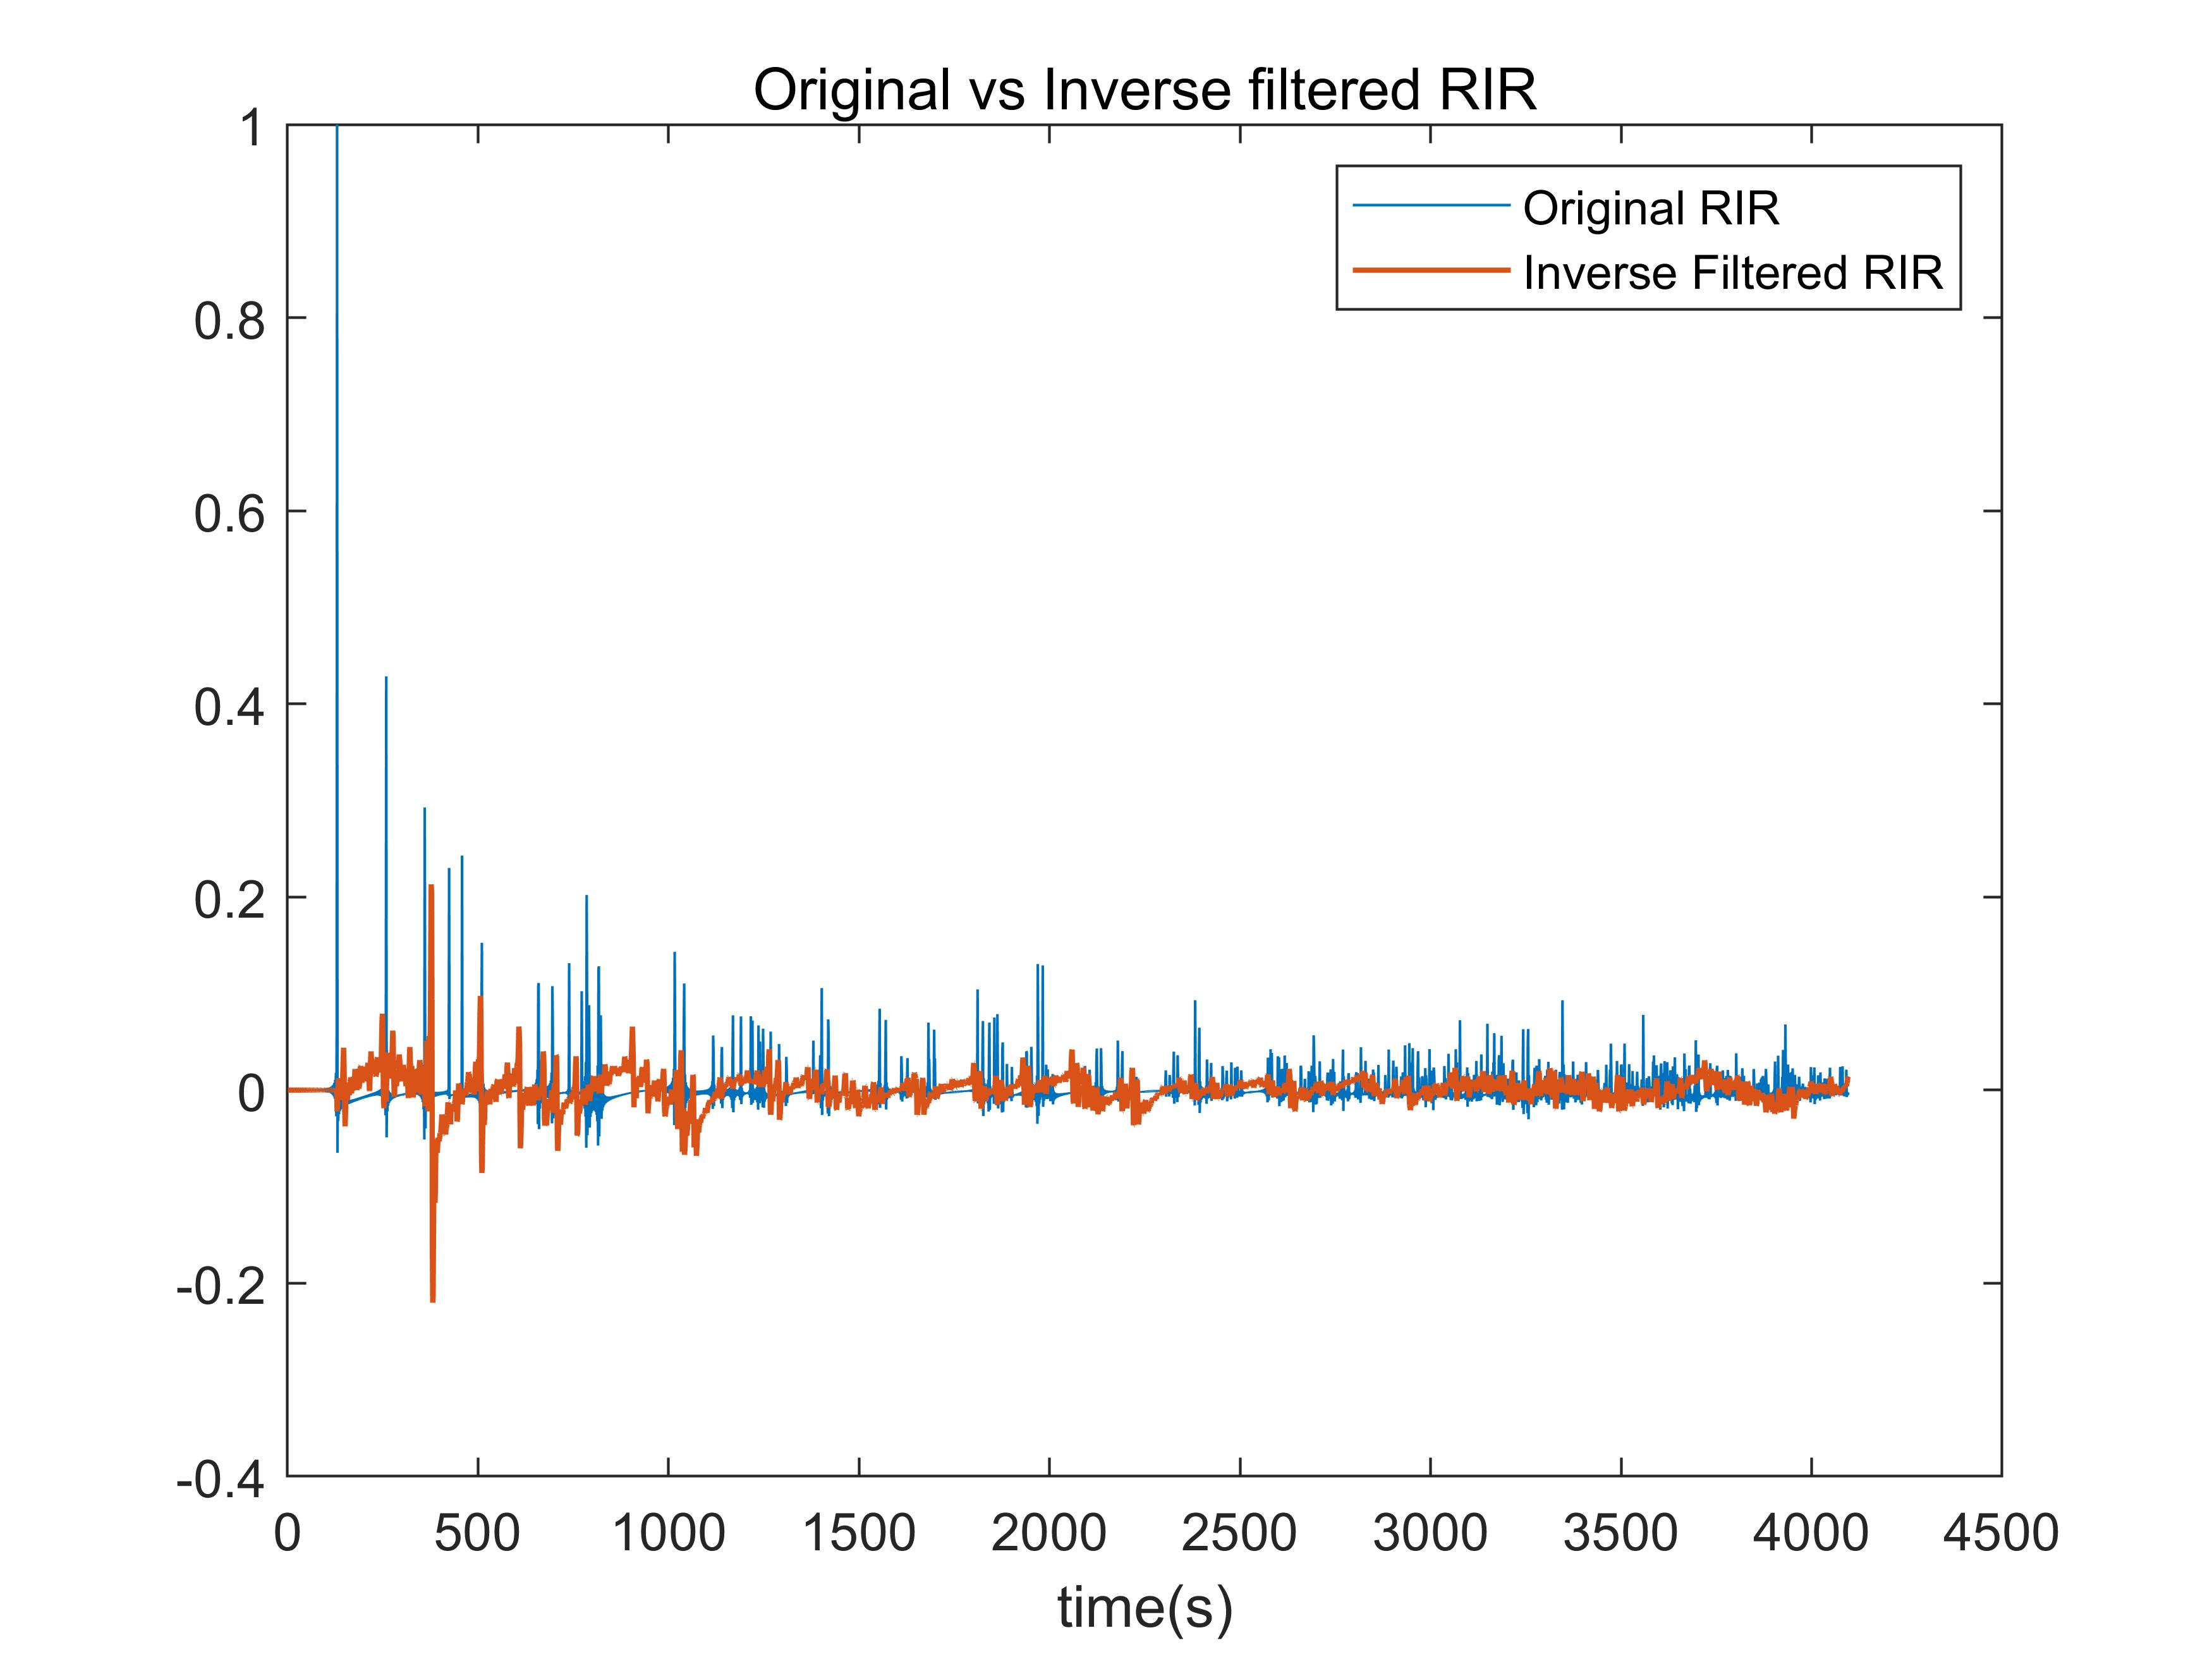 Original vs Inverse filtered RIR
Original RIR
Inverse Filtered RIR
1
0.8
0.6
0.4
0.2
0
-0.2
-0.4
0 500 1000 1500 2000 2500 3000 3500 4000 4500
time(s)